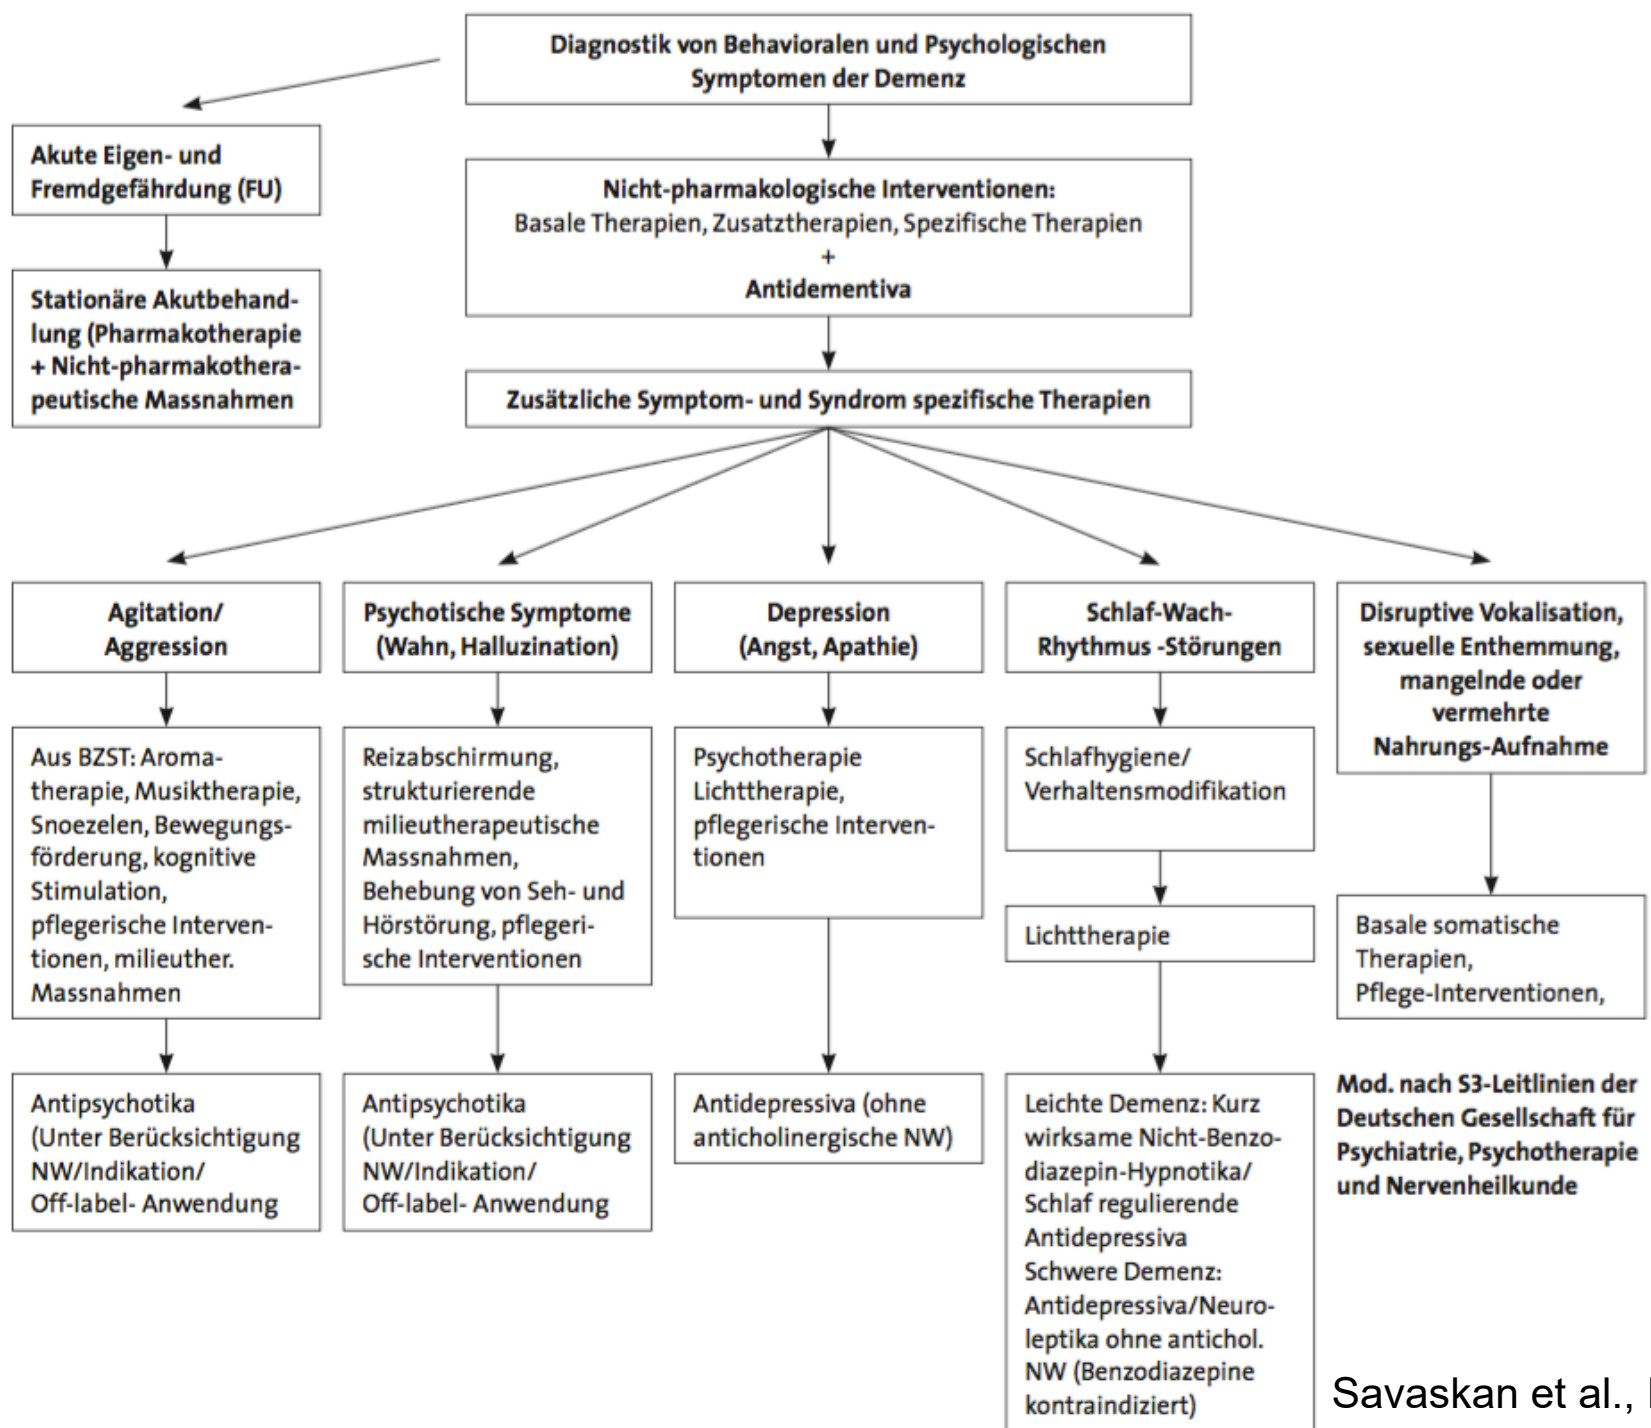 Diagnostik von Behavioralen und Psychologischen
Symptomen der Demenz
Akute Eigen- und
Fremdgefährdung (FU)
Nicht-pharmakologische Interventionen:
Basale Therapien, Zusatztherapien, Spezifische Therapien
+
Antidementiva
Stationäre Akutbehand-
lung (Pharmakotherapie
+ Nicht-pharmakothera-
peutische Massnahmen
Zusätzliche Symptom- und Syndrom spezifische Therapien
Agitation/
Aggression
Aus BZST: Aroma-
therapie, Musiktherapie,
Snoezelen, Bewegungs-
förderung, kognitive
Stimulation,
pflegerische Interven-
tionen, milieuther.
Massnahmen
Antipsychotika
(Unter Berücksichtigung
NW/Indikation/
Off-label- Anwendung
Psychotische Symptome
(Wahn, Halluzination)
Reizabschirmung,
strukturierende
milieutherapeutische
Massnahmen,
Behebung von Seh- und
Hörstörung, pflegeri-
sche Interventionen
Antipsychotika
(Unter Berücksichtigung
NW/Indikation/
Off-label- Anwendung
Depression
(Angst, Apathie)
Psychotherapie
Lichttherapie,
pflegerische Interven-
tionen
Antidepressiva (ohne
anticholinergische NW)
Schlaf-Wach-
Rhythmus -Störungen
Schlafhygiene/
Verhaltensmodifikation
Lichttherapie
Leichte Demenz: Kurz
wirksame Nicht-Benzo-
diazepin-Hypnotika/
Schlaf regulierende
Antidepressiva
Schwere Demenz:
Antidepressiva/Neuro-
leptika ohne antichol.
NW (Benzodiazepine
kontraindiziert)
Disruptive Vokalisation,
sexuelle Enthemmung,
mangelnde oder
vermehrte
Nahrungs-Aufnahme
Basale somatische
Therapien,
Pflege-Interventionen,
Mod. nach S3-Leitlinien der
Deutschen Gesellschaft für
Psychiatrie, Psychotherapie
und Nervenheilkunde
Savaskan et al.,